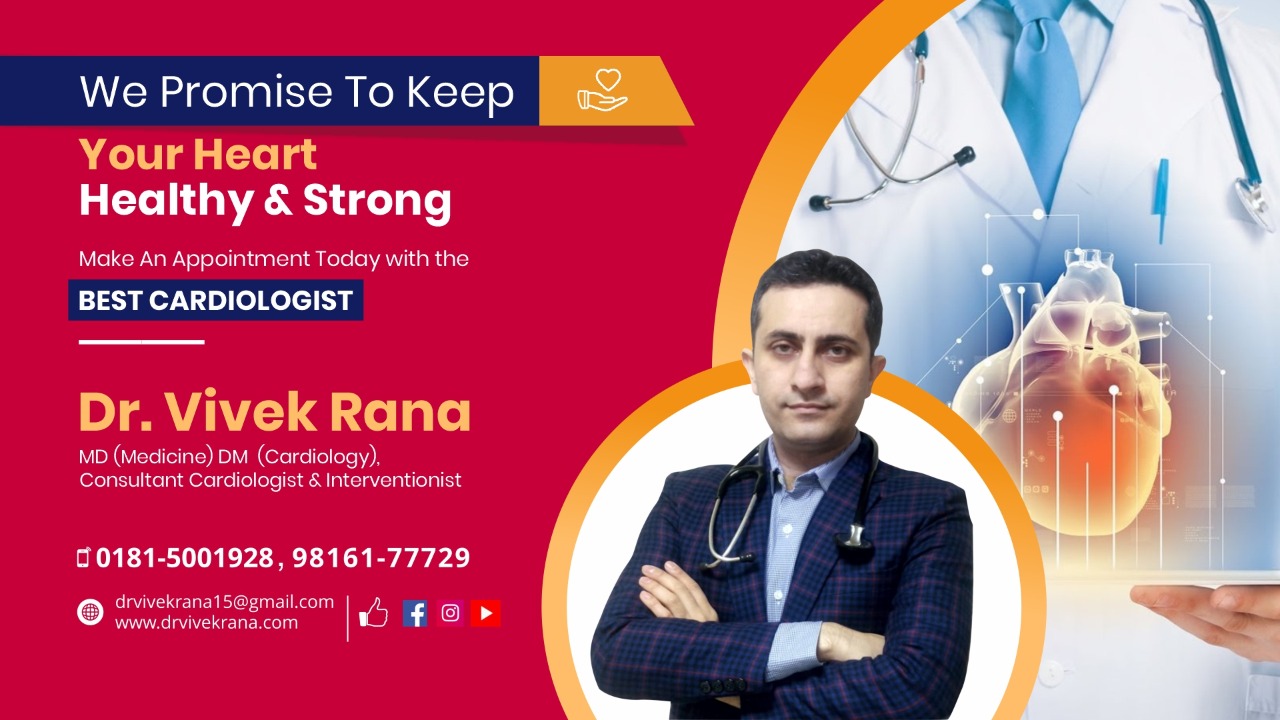 We Promise To Keep
Your Heart
Healthy & Strong
Make An Appointment Today with the
BEST CARDIOLOGIST
Dr. Vivek Rana
MD (Medicine) DM (Cardiology),
Consultant Cardiologist & Interventionist
0181-5001928, 98161-77729
drvivekrana15@gmail.com
www.drvivekrana.com